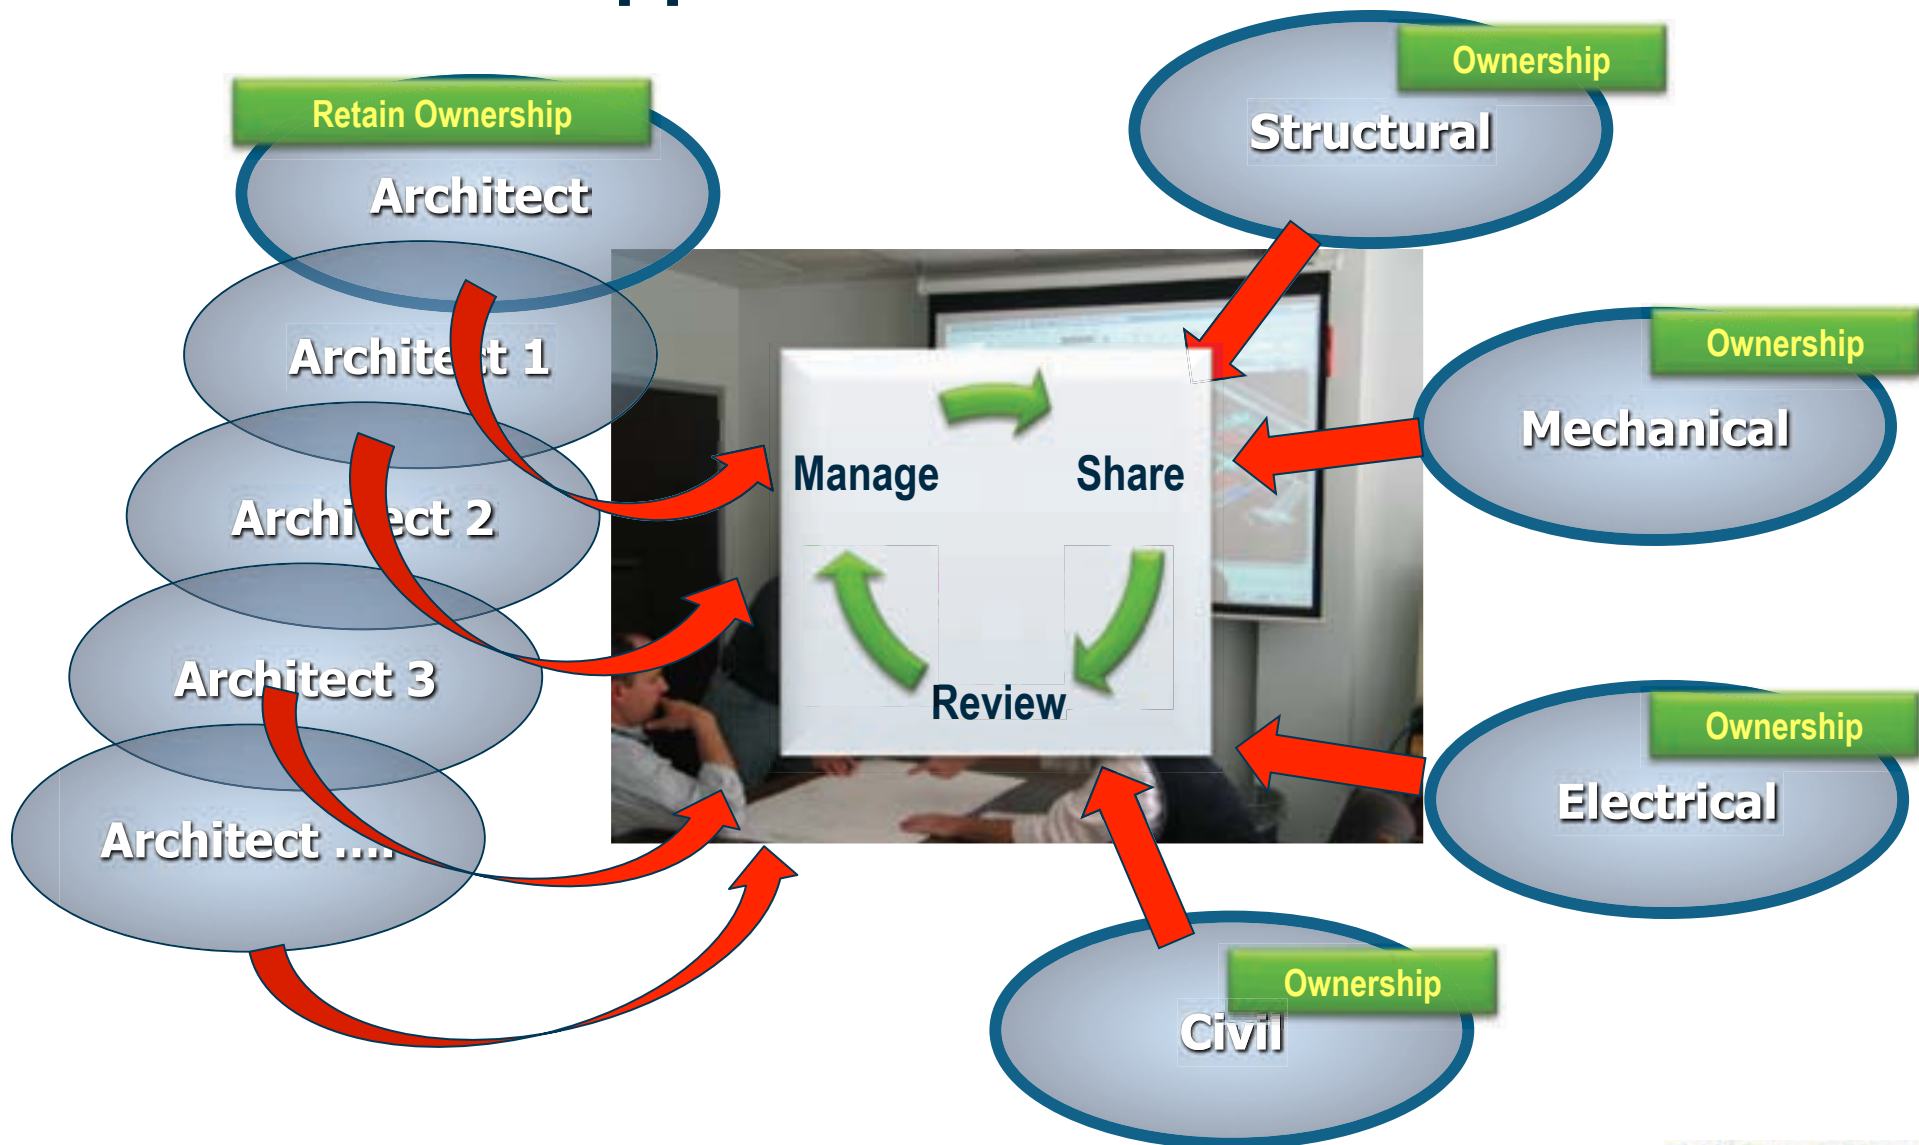 Retain Ownership
Architect
Architect 1
Architect 2
Architect 3
Architect ....
Manage
Share
Review
Ownership
Structural
Ownership
Mechanical
Ownership
Electrical
Ownership
Civil